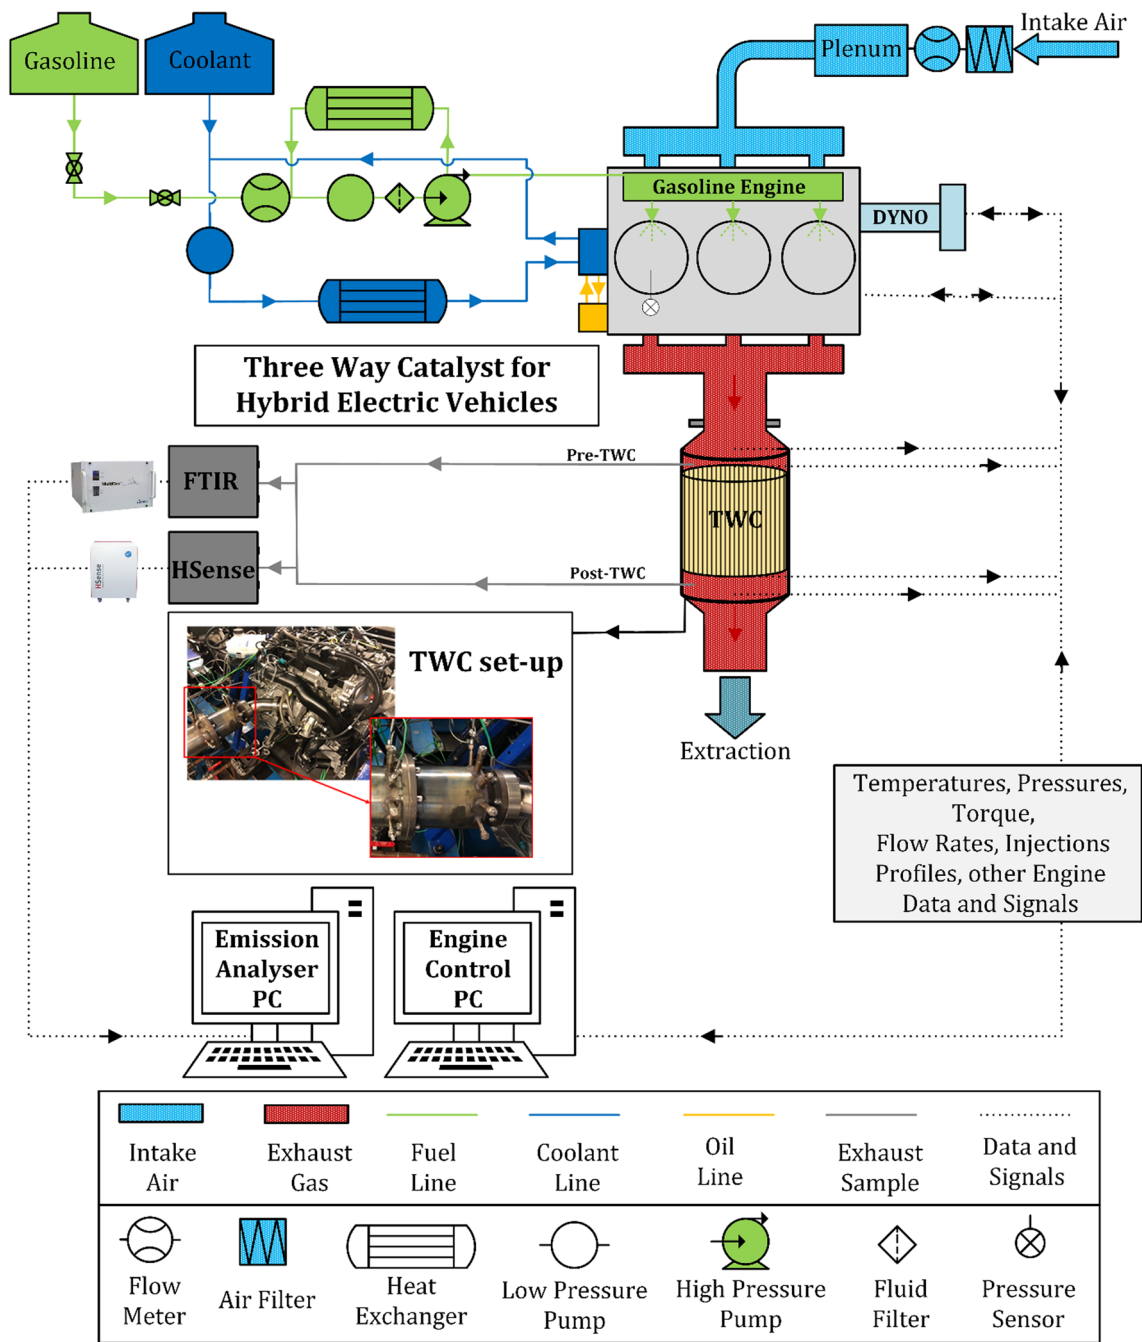 Intake Air
Gasoline
Coolant
Plenum
Gasoline Engine
DYNO
Three Way Catalyst for
Hybrid Electric Vehicles
Pre-TWC
FTIR
TWC
HSense
HSense
Post-TWC
TWC set-up
Extraction
Temperatures, Pressures,
Torque,
Flow Rates, Injections
Profiles, other Engine
Data and Signals
Emission
Analyser
PC
Engine
Control
PC
Intake
Air
Exhaust
Gas
Fuel
Line
Coolant
Line
Oil
Line
Exhaust
Sample
Data and
Signals
Flow
Meter
Air Filter
Heat
Exchanger
Low Pressure
Pump
High Pressure
Pump
Fluid
Filter
Pressure
Sensor